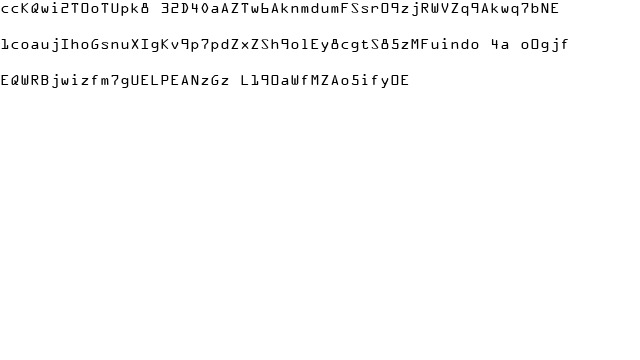 ccKQwi2TOoTUpk8 32D40aAZTw6AknmdumFSsr09zjRWVZq9Akwq7bNE
1coaujIhoGsnuXIgKv9p7pdZxZSh9olEy8cgtS85zMFuindo 4a oOgjf
EQWRBjwizfm7gUELPEANzGz L190aWfMZAo5ifyOE